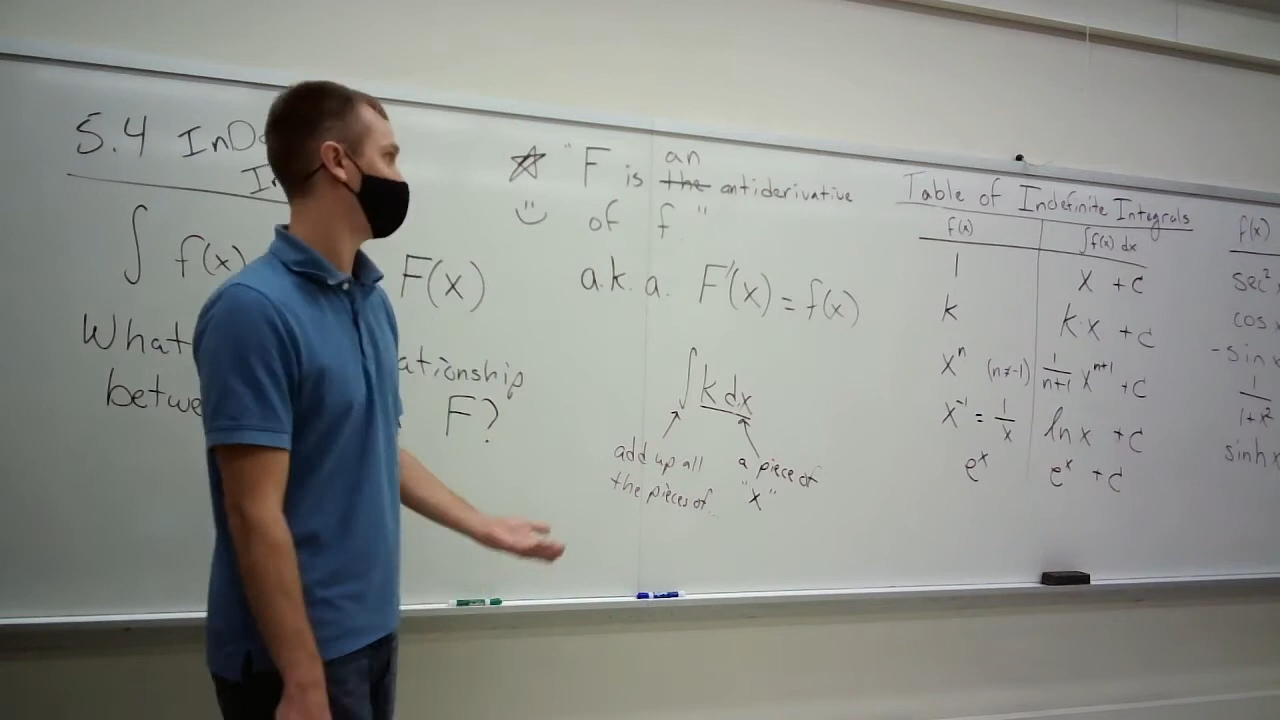 5.4 InD
In
∫ f(x) F(x)
What ationship
betwe F?
☆ "F is an
the antiderivative
of f"
a.k.a. F'(x) = f(x)
∫ k dx
add up all
the pieces of...
a piece of
"x"
Table of Indefinite Integrals
f(x) ∫f(x) dx
1 x + c
k k·x + c
xⁿ (n≠-1) 1/(n+1) xⁿ⁺¹ + c
x⁻¹ = 1/x ln x + c
eˣ eˣ + c
f(x)
sec²
cos x
-sin x
1/(1+x²)
sinh x